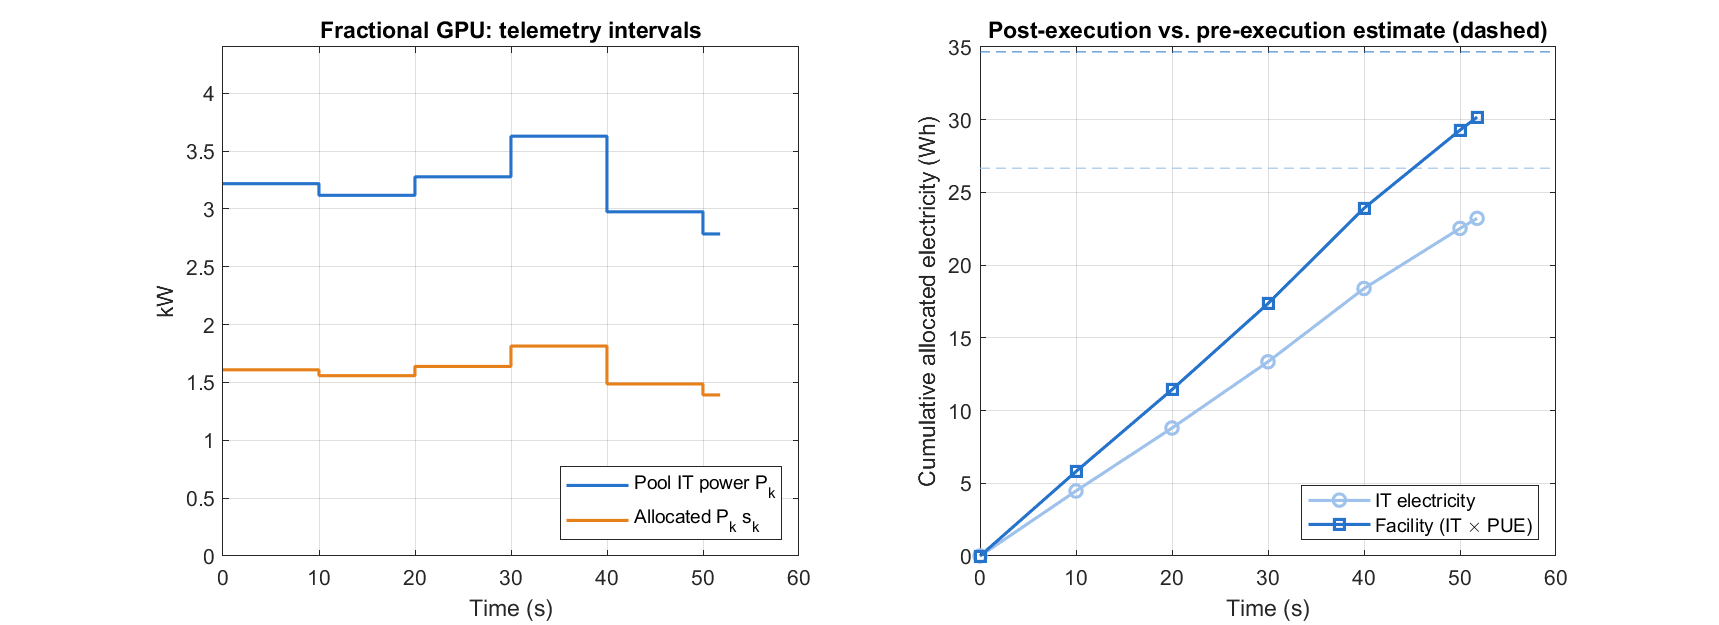 Fractional GPU: telemetry intervals
4
3.5
3
2.5
2
1.5
1
0.5
0
kW
0 10 20 30 40 50 60
Time (s)
Pool IT power P_k
Allocated P_k s_k
Post-execution vs. pre-execution estimate (dashed)
35
30
25
20
15
10
5
0
Cumulative allocated electricity (Wh)
0 10 20 30 40 50 60
Time (s)
IT electricity
Facility (IT × PUE)